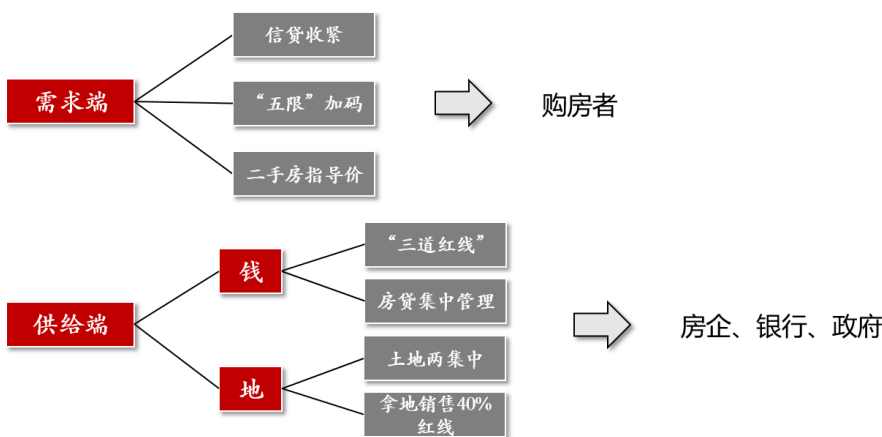 信贷收紧
需求端
“五限”加码
购房者
二手房指导价
“三道红线”
钱
房贷集中管理
供给端
房企、银行、政府
土地两集中
地
拿地销售40%
红线